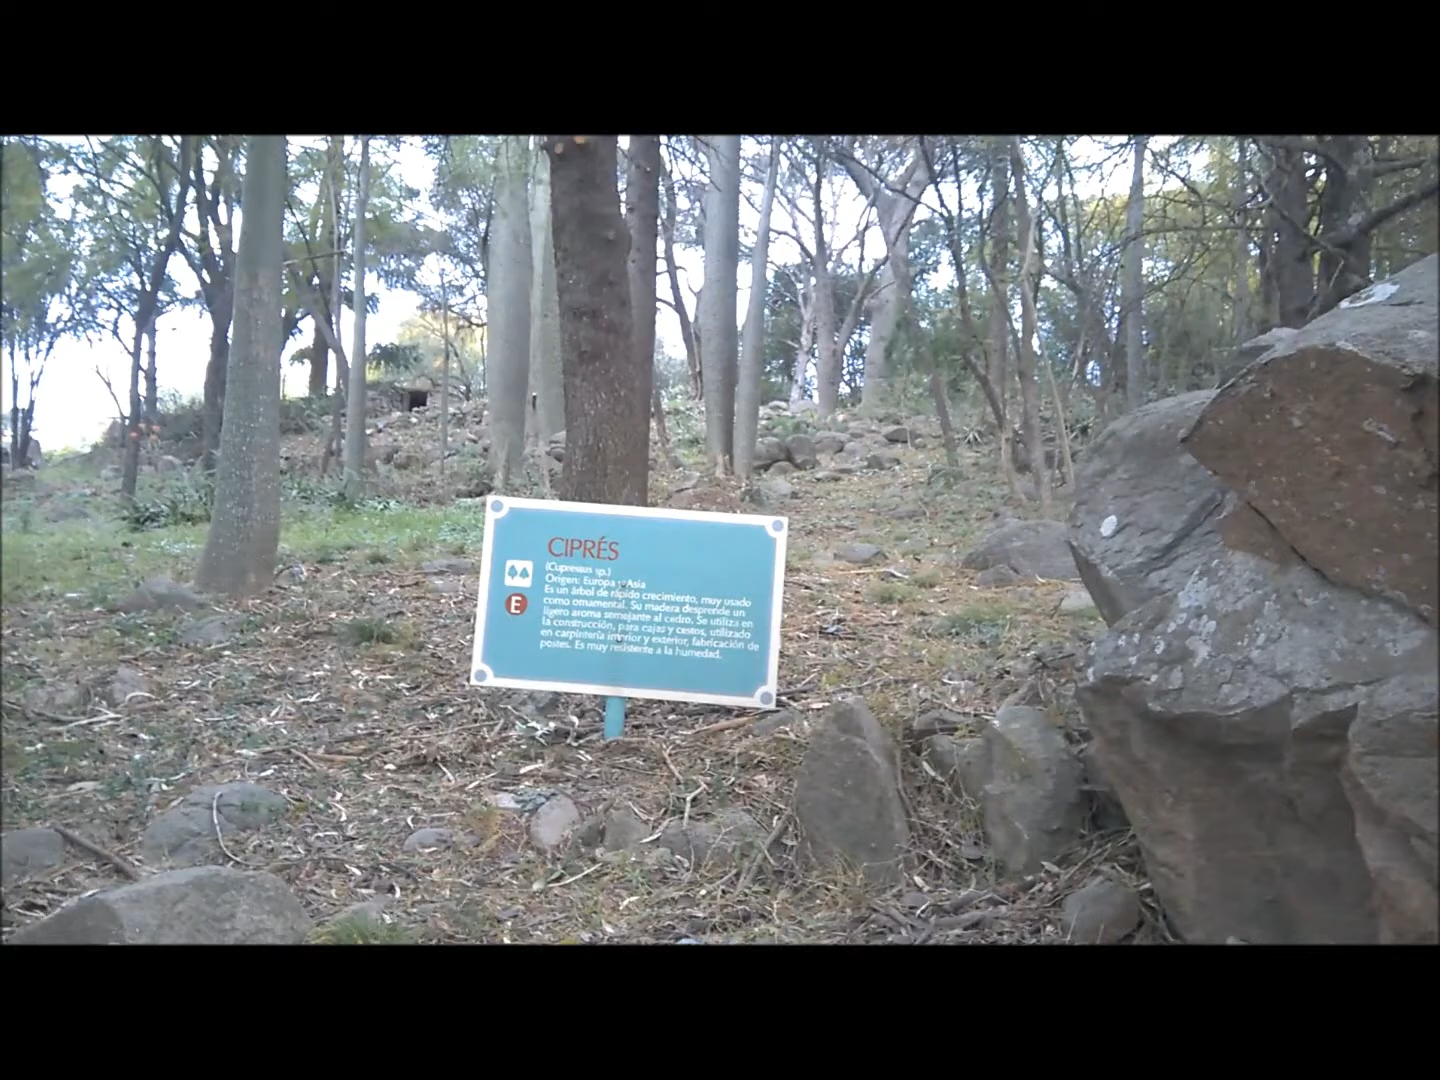 CIPRÉS
(Cupressus sp.)
Origen: Europa y Asia
E
Es un árbol de rápido crecimiento, muy usado
como ornamental. Su madera desprende un
ligero aroma semejante al cedro. Se utiliza en
la construcción, para cajas y cestos, utilizado
en carpintería interior y exterior, fabricación de
postes. Es muy resistente a la humedad.